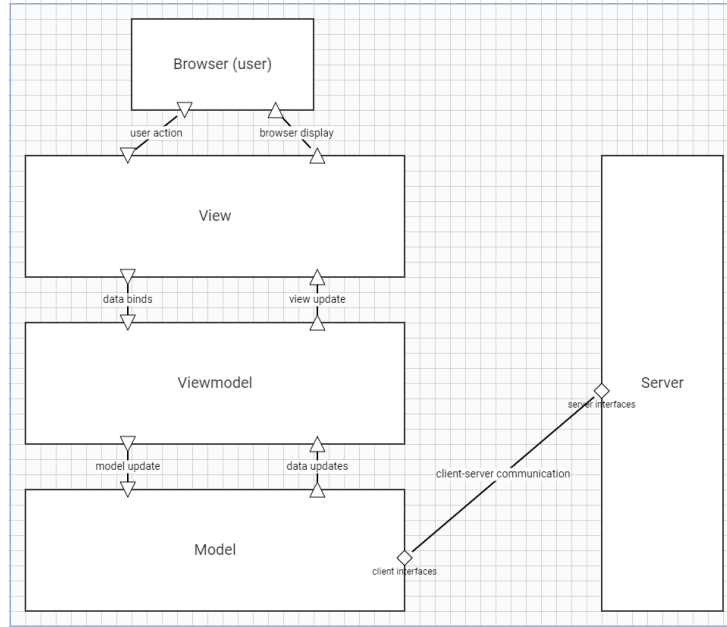 Browser (user)
user action
browser display
View
data binds
view update
Viewmodel
Server
server interfaces
model update
data updates
client-server communication
Model
client interfaces